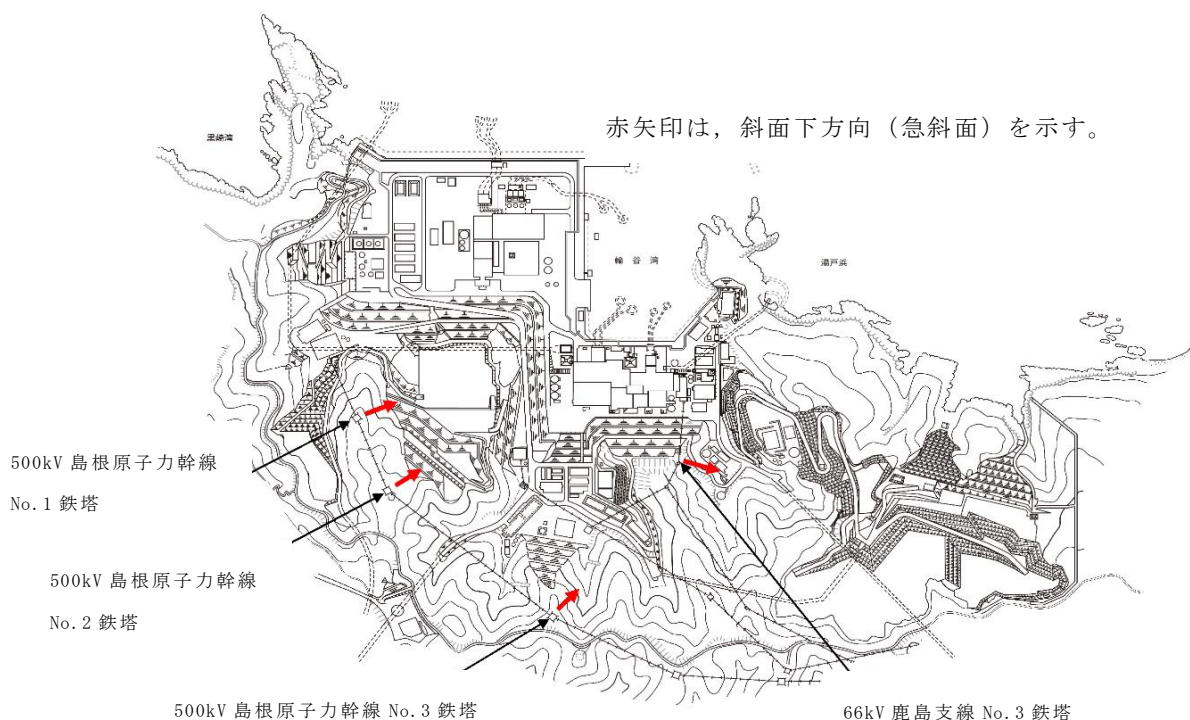 赤矢印は，斜面下方向（急斜面）を示す。
輪谷湾
湯戸浜
500kV 島根原子力幹線
No.1 鉄塔
500kV 島根原子力幹線
No.2 鉄塔
500kV 島根原子力幹線 No.3 鉄塔
66kV 鹿島支線 No.3 鉄塔